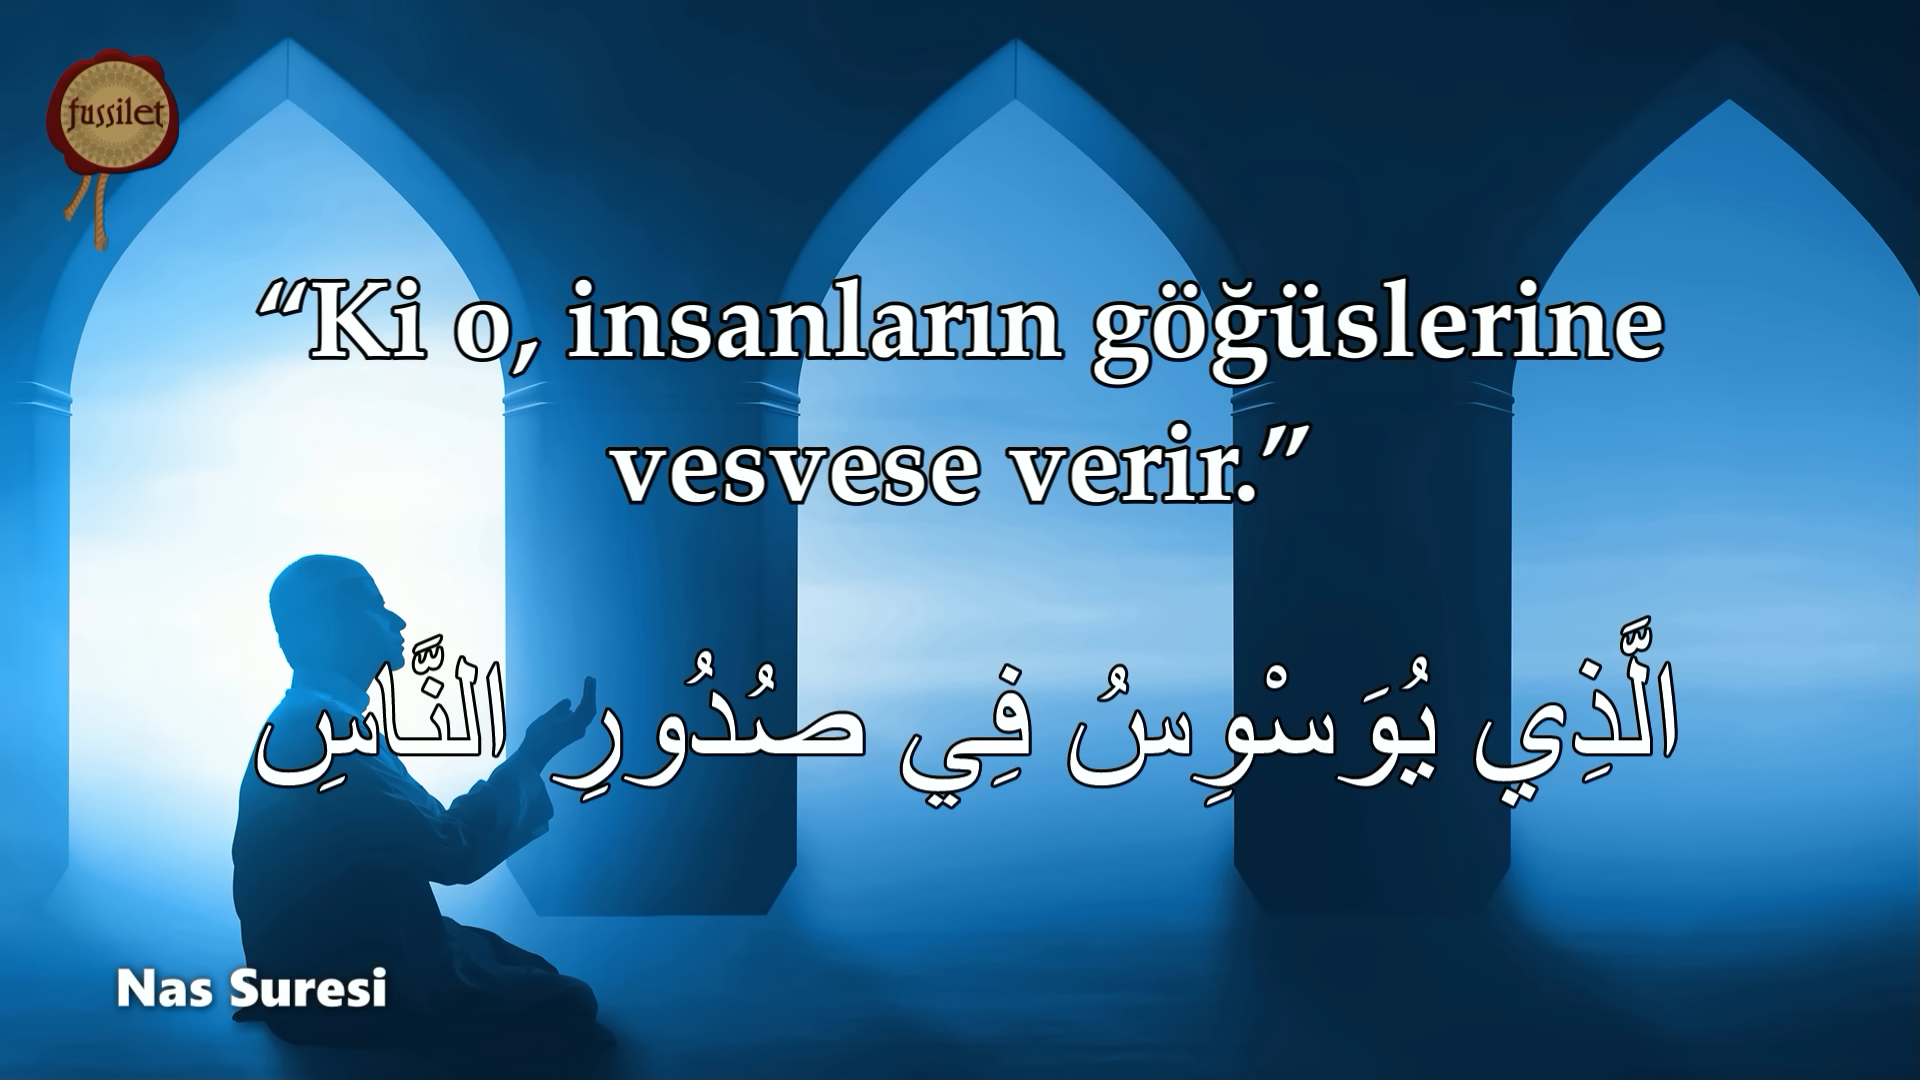 fussilet
“Ki o, insanların göğüslerine
vesvese verir.”
الَّذِي يُوَسْوِسُ فِي صُدُورِ النَّاسِ
Nas Suresi